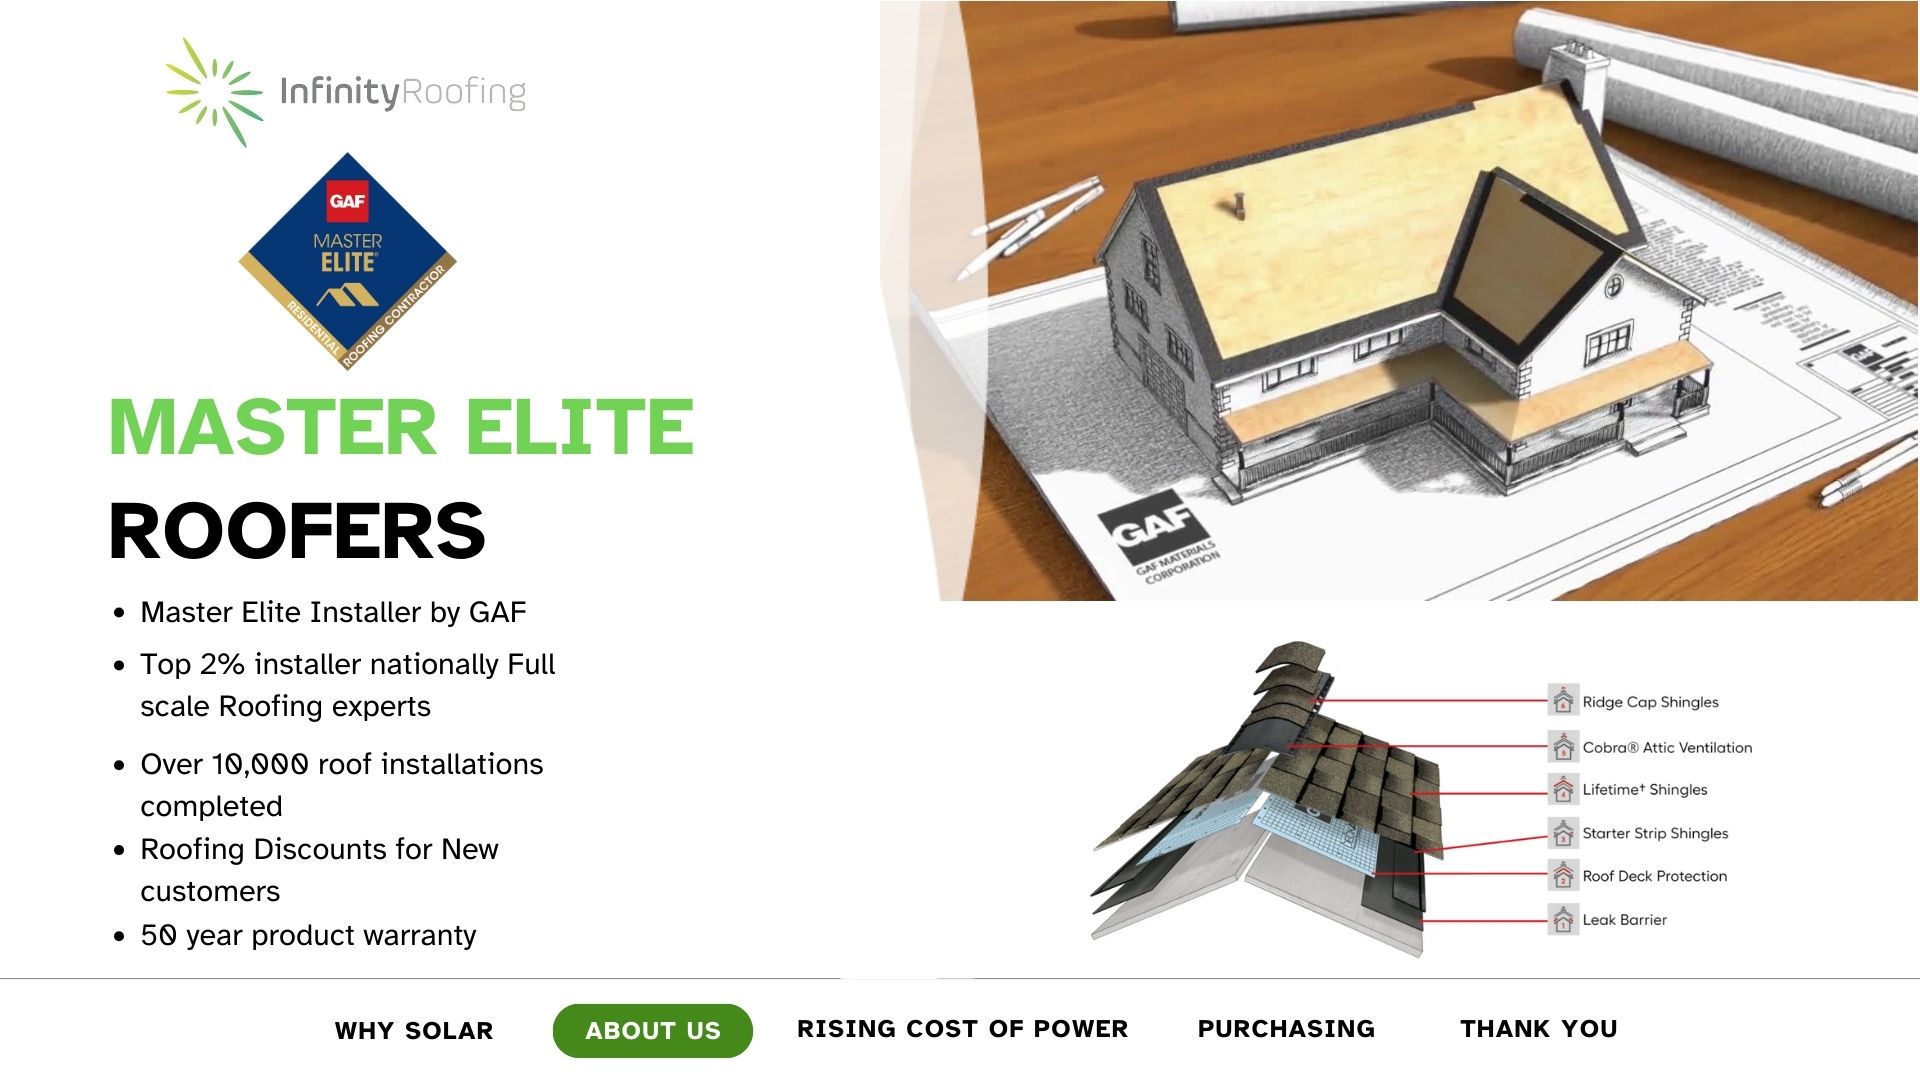 InfinityRoofing
GAF
MASTER
ELITE®
RESIDENTIAL
ROOFING CONTRACTOR
MASTER ELITE
ROOFERS
• Master Elite Installer by GAF
• Top 2% installer nationally Full
scale Roofing experts
• Over 10,000 roof installations
completed
• Roofing Discounts for New
customers
• 50 year product warranty
GAF
GAF MATERIALS
CORPORATION
GAF
6 Ridge Cap Shingles
5 Cobra® Attic Ventilation
4 Lifetime† Shingles
3 Starter Strip Shingles
2 Roof Deck Protection
1 Leak Barrier
WHY SOLAR
ABOUT US
RISING COST OF POWER
PURCHASING
THANK YOU